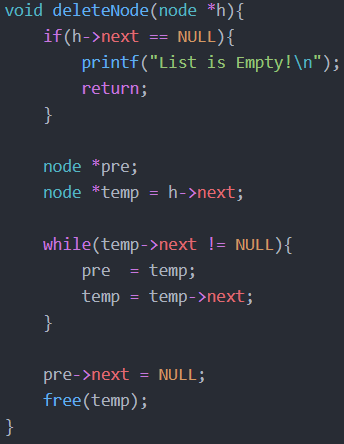 void deleteNode(node *h){
    if(h->next == NULL){
        printf("List is Empty!\n");
        return;
    }

    node *pre;
    node *temp = h->next;

    while(temp->next != NULL){
        pre  = temp;
        temp = temp->next;
    }

    pre->next = NULL;
    free(temp);
}